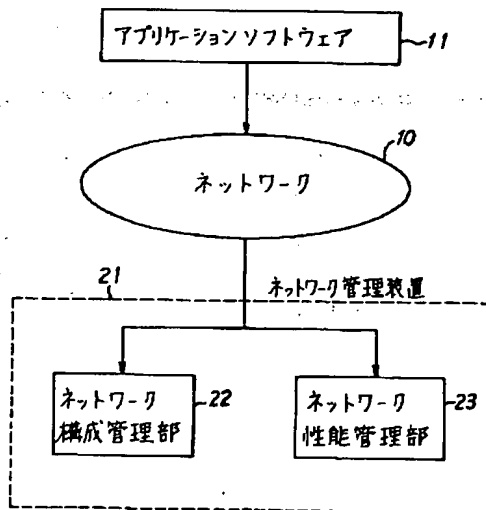 アプリケーションソフトウェア
11
10
ネットワーク
21
ネットワーク管理装置
ネットワーク
構成管理部
22
ネットワーク
性能管理部
23